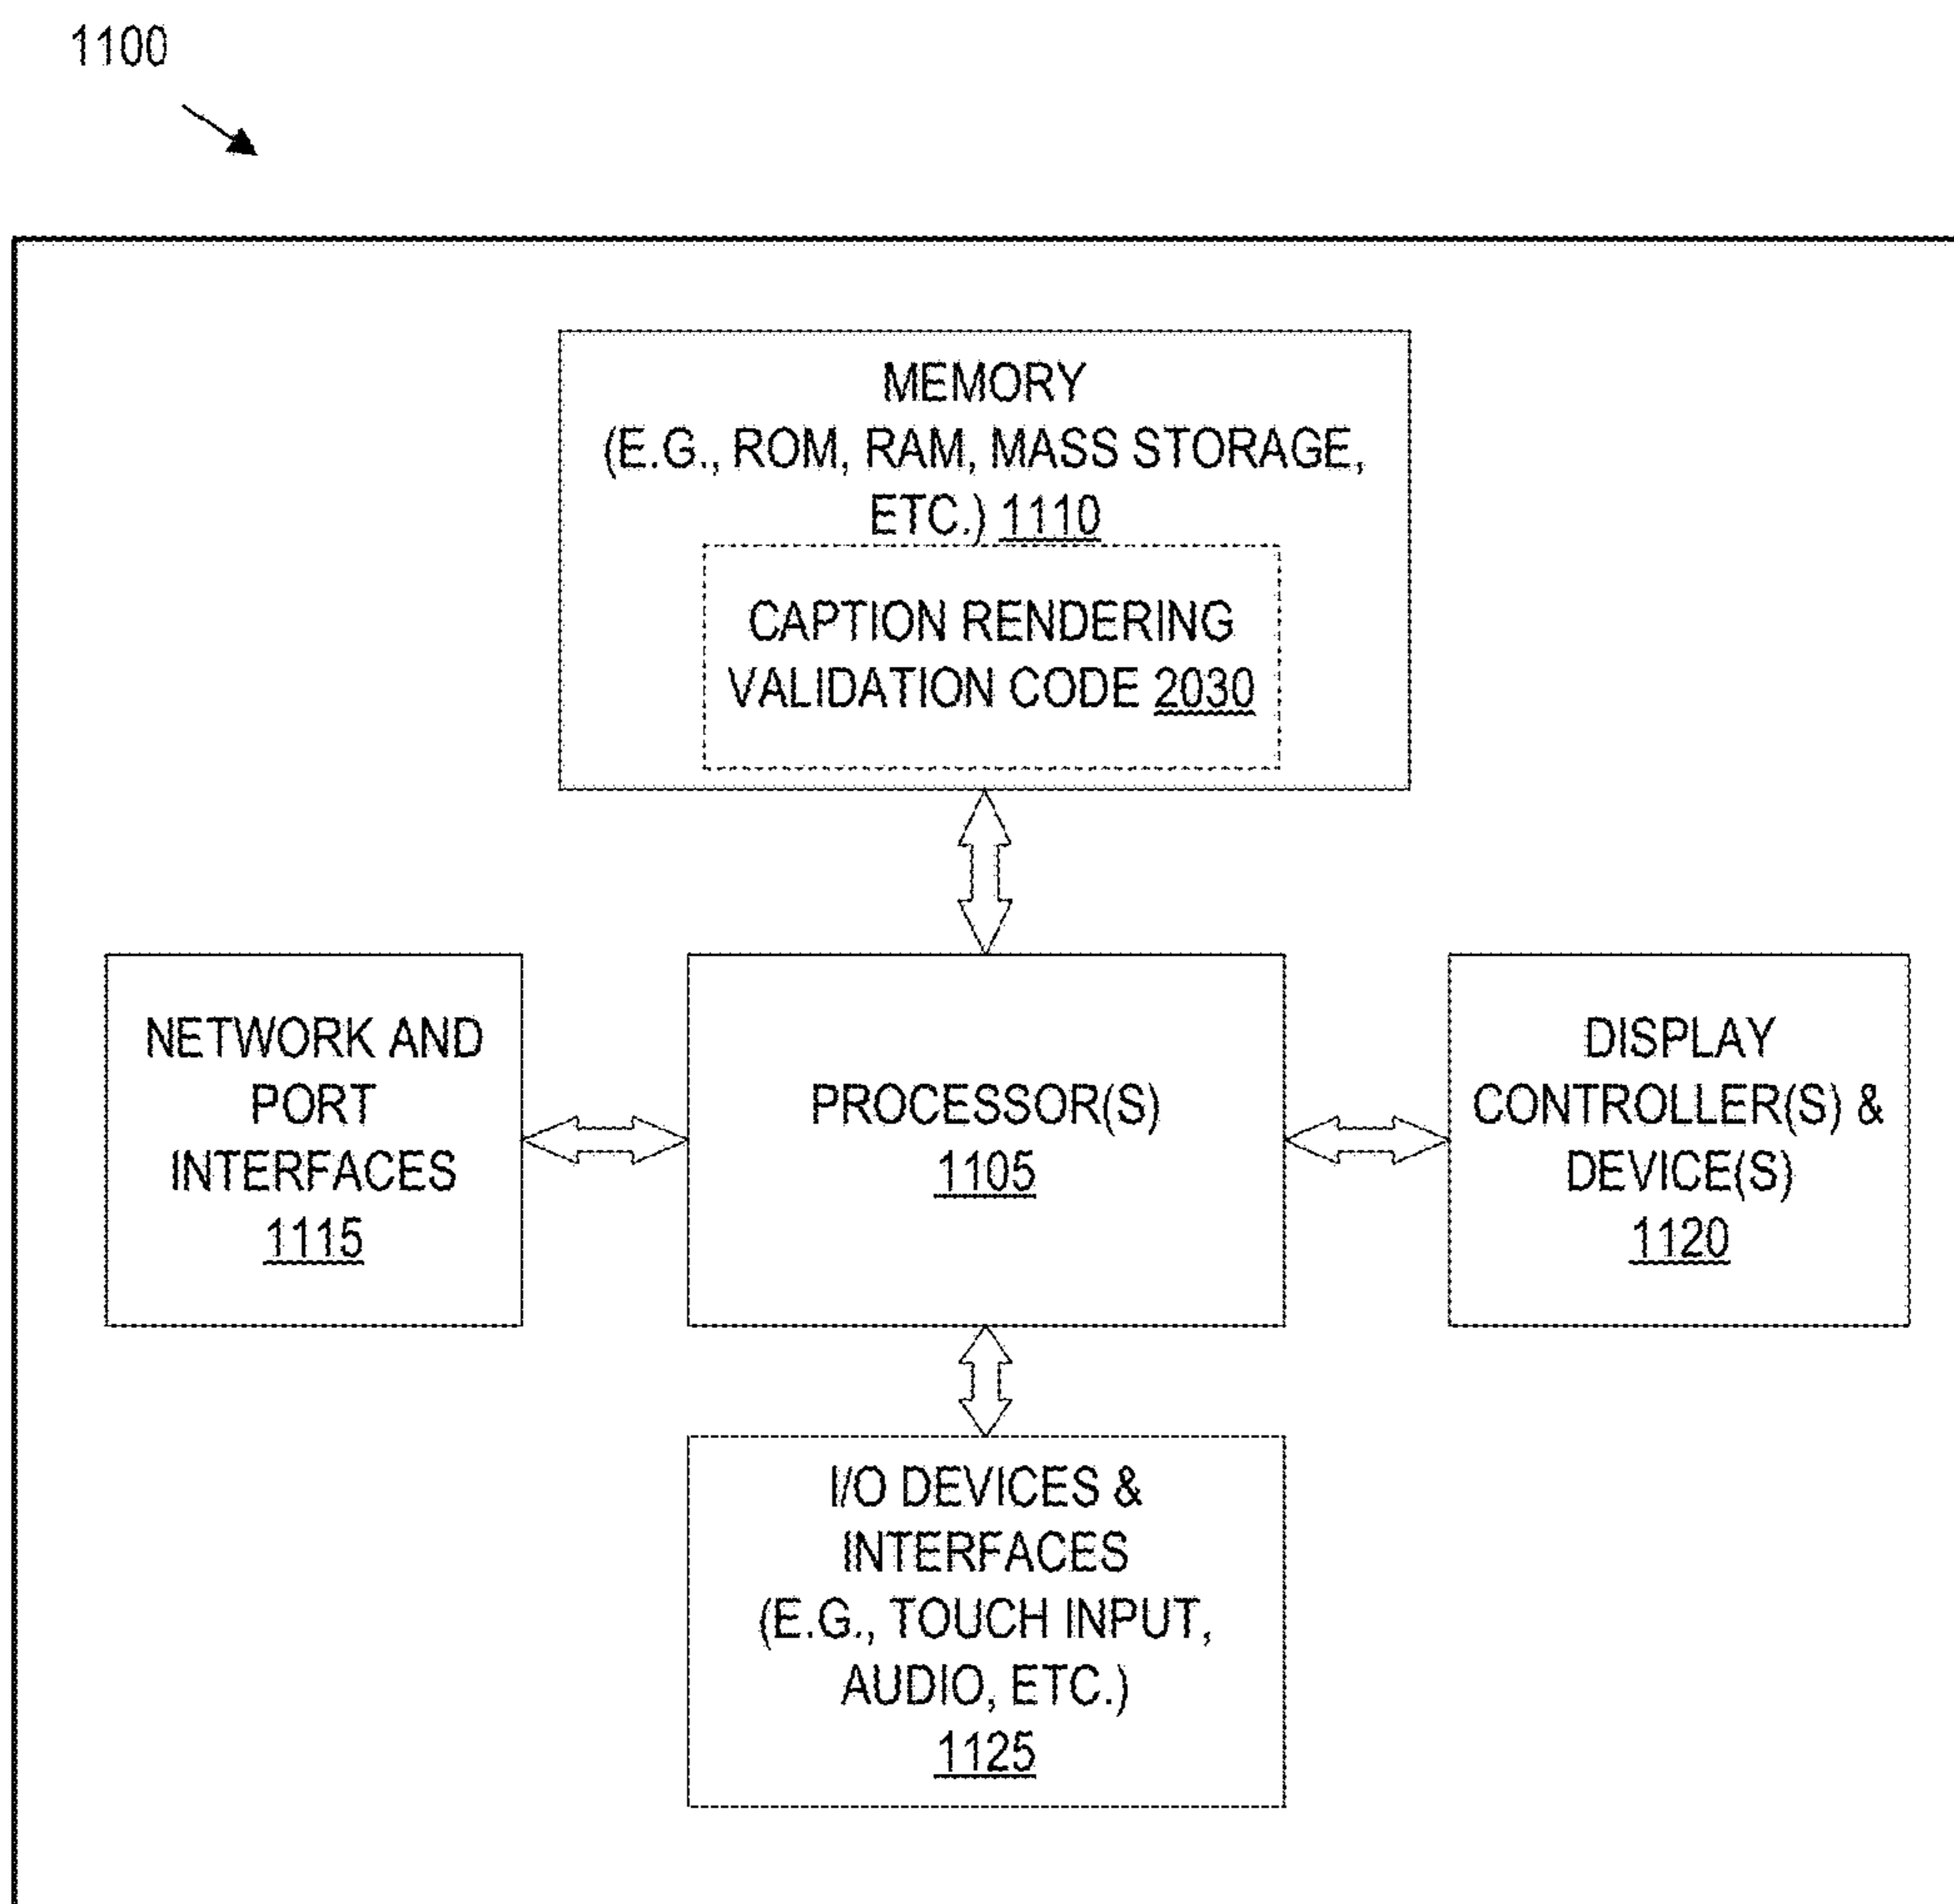 1100
MEMORY
(E.G., ROM, RAM, MASS STORAGE,
ETC.) 1110
CAPTION RENDERING
VALIDATION CODE 2030
NETWORK AND
PORT
INTERFACES
1115
PROCESSOR(S)
1105
DISPLAY
CONTROLLER(S) &
DEVICE(S)
1120
I/O DEVICES &
INTERFACES
(E.G., TOUCH INPUT,
AUDIO, ETC.)
1125